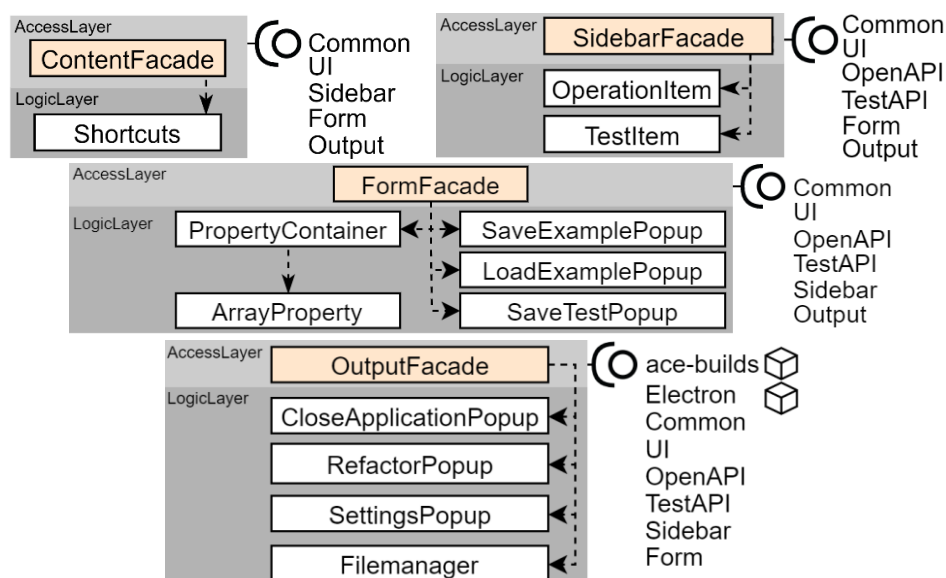 AccessLayer
ContentFacade
LogicLayer
Shortcuts
Common
UI
Sidebar
Form
Output
AccessLayer
SidebarFacade
LogicLayer
OperationItem
TestItem
Common
UI
OpenAPI
TestAPI
Form
Output
AccessLayer
FormFacade
LogicLayer
PropertyContainer
SaveExamplePopup
LoadExamplePopup
ArrayProperty
SaveTestPopup
Common
UI
OpenAPI
TestAPI
Sidebar
Output
AccessLayer
OutputFacade
LogicLayer
CloseApplicationPopup
RefactorPopup
SettingsPopup
Filemanager
ace-builds
Electron
Common
UI
OpenAPI
TestAPI
Sidebar
Form